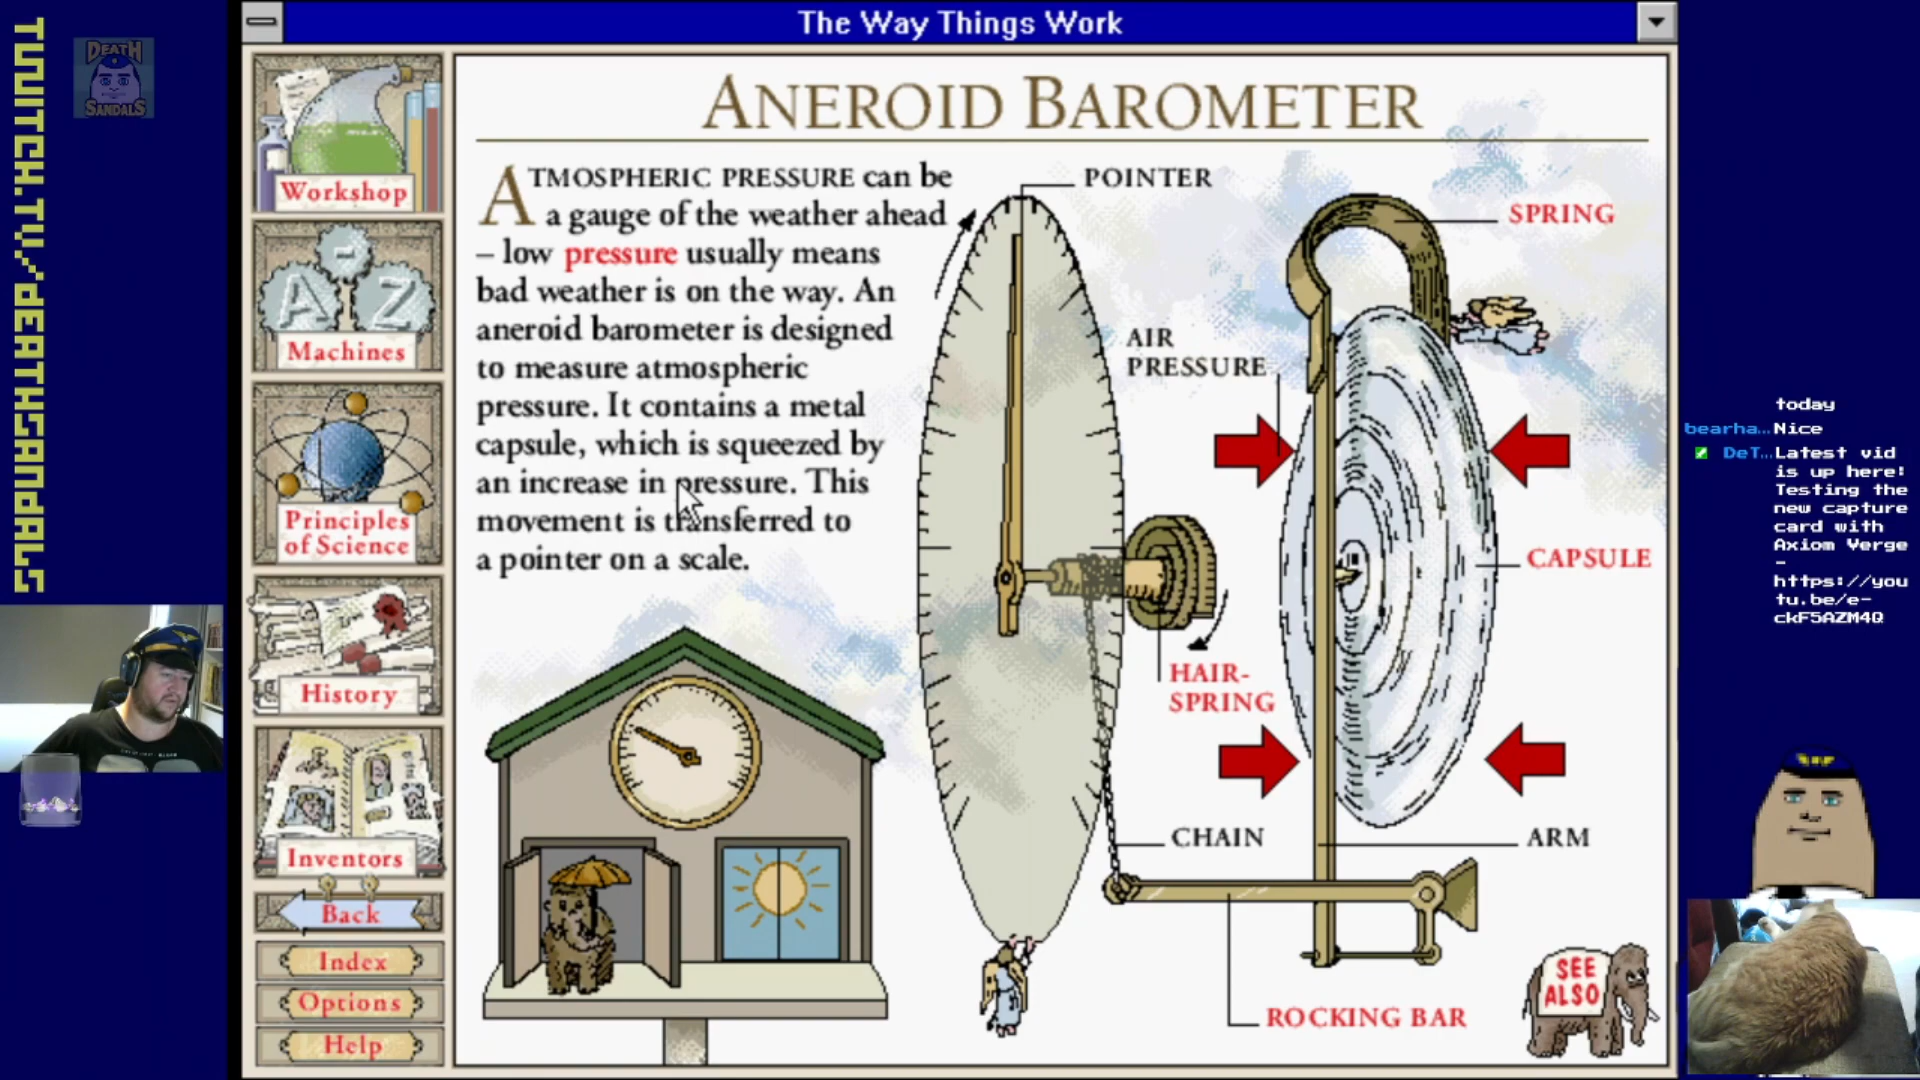 TWITCH.TV/DEATHSANDALS
DEATH
SANDALS
The Way Things Work
Workshop
A Z
Machines
Principles
of Science
History
Inventors
Back
Index
Options
Help
ANEROID BAROMETER
ATMOSPHERIC PRESSURE can be
a gauge of the weather ahead
– low pressure usually means
bad weather is on the way. An
aneroid barometer is designed
to measure atmospheric
pressure. It contains a metal
capsule, which is squeezed by
an increase in pressure. This
movement is transferred to
a pointer on a scale.
POINTER
SPRING
AIR
PRESSURE
CAPSULE
HAIR-
SPRING
CHAIN
ARM
ROCKING BAR
SEE
ALSO
today
bearha...Nice
DeT...Latest vid
is up here!
Testing the
new capture
card with
Axiom Verge
-
https://you
tu.be/e-
ckF5AZM4Q